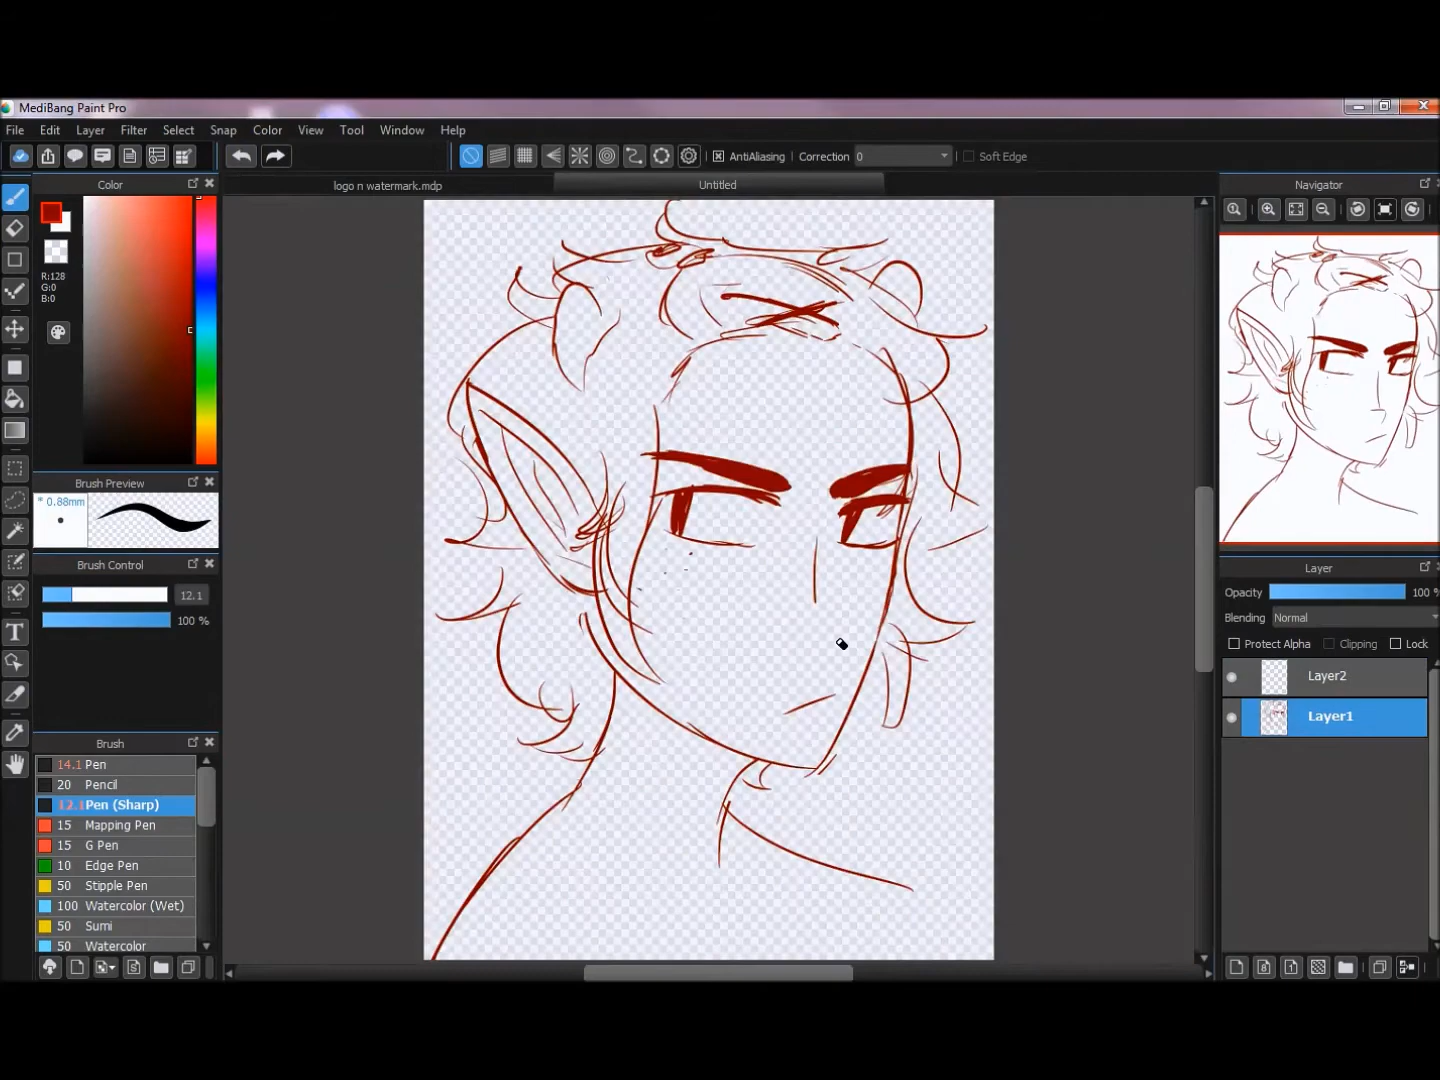 MediBang Paint Pro
File Edit Layer Filter Select Snap Color View Tool Window Help
AntiAliasing Correction 0 Soft Edge
Color
logo n watermark.mdp
Untitled
Navigator
R:128
G:0
B:0
Brush Preview
* 0.88mm
Brush Control
12.1
100 %
Brush
14.1 Pen
20 Pencil
12.1 Pen (Sharp)
15 Mapping Pen
15 G Pen
10 Edge Pen
50 Stipple Pen
100 Watercolor (Wet)
50 Sumi
50 Watercolor
Layer
Opacity 100 %
Blending Normal
Protect Alpha Clipping Lock
Layer2
Layer1